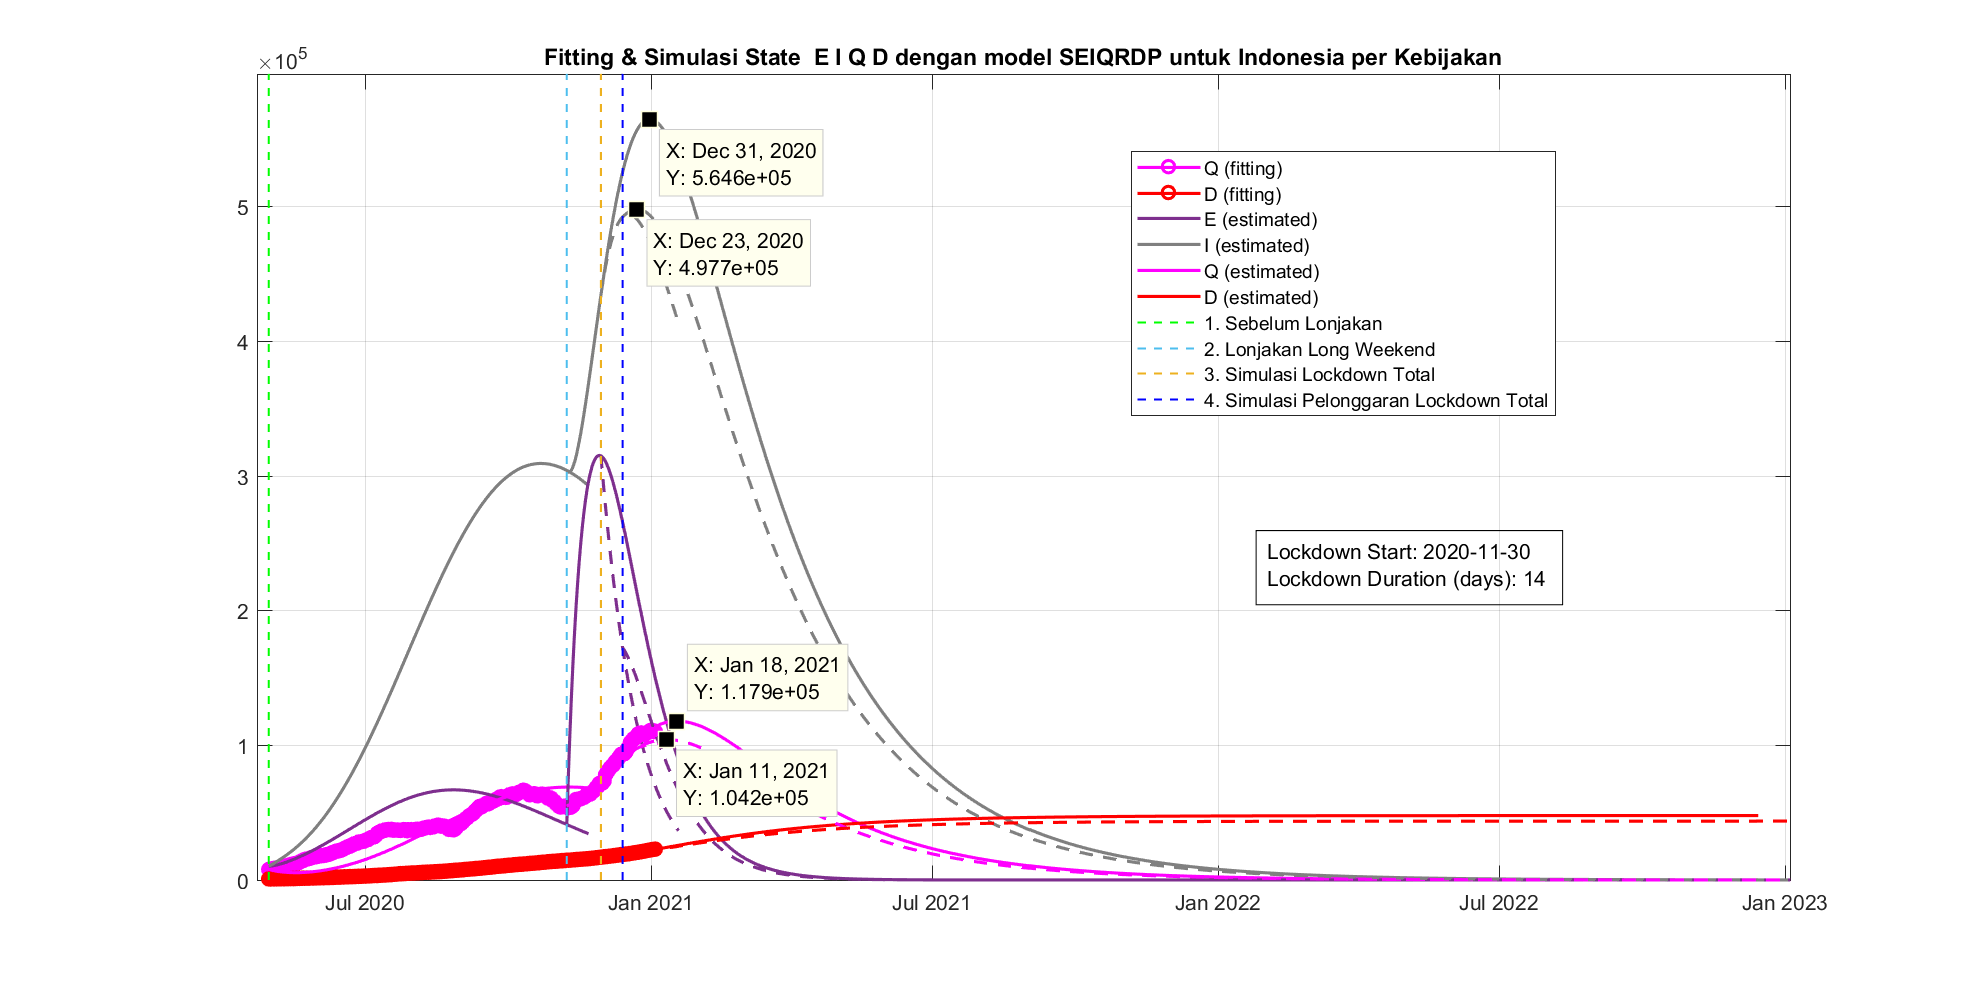 Fitting & Simulasi State  E I Q D dengan model SEIQRDP untuk Indonesia per Kebijakan
×10^5
5
4
3
2
1
0
Jul 2020
Jan 2021
Jul 2021
Jan 2022
Jul 2022
Jan 2023
X: Dec 31, 2020
Y: 5.646e+05
X: Dec 23, 2020
Y: 4.977e+05
X: Jan 18, 2021
Y: 1.179e+05
X: Jan 11, 2021
Y: 1.042e+05
Q (fitting)
D (fitting)
E (estimated)
I (estimated)
Q (estimated)
D (estimated)
1. Sebelum Lonjakan
2. Lonjakan Long Weekend
3. Simulasi Lockdown Total
4. Simulasi Pelonggaran Lockdown Total
Lockdown Start: 2020-11-30
Lockdown Duration (days): 14